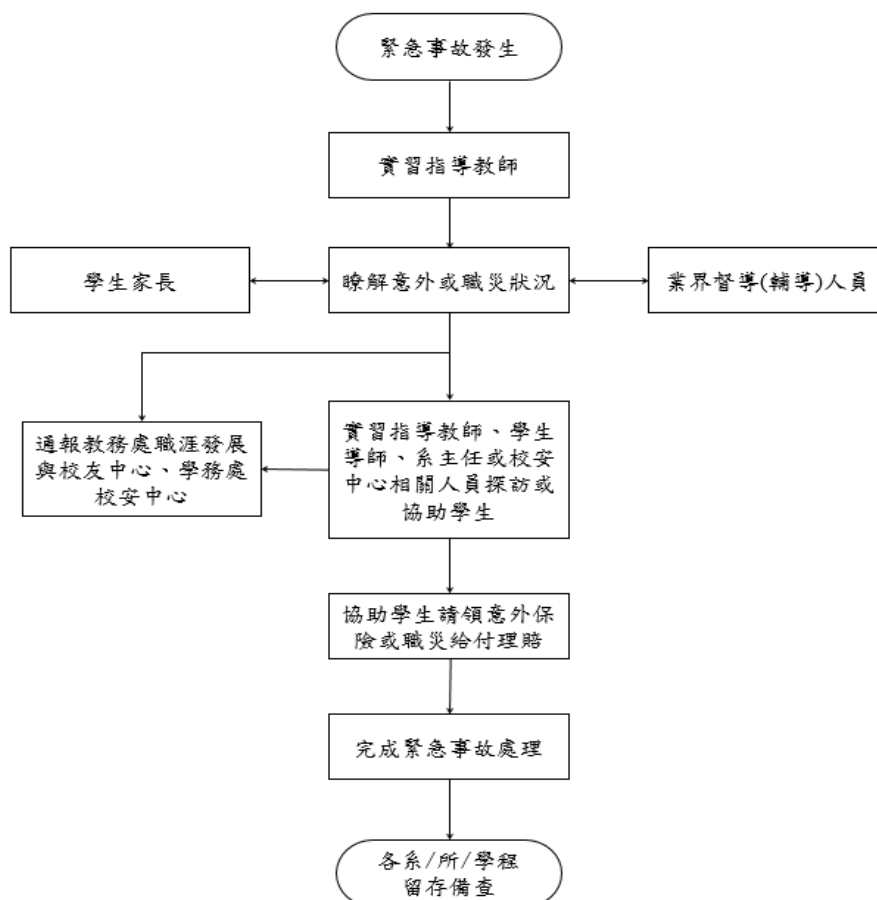 緊急事故發生
實習指導教師
學生家長
瞭解意外或職災狀況
業界督導(輔導)人員
通報教務處職涯發展
與校友中心、學務處
校安中心
實習指導教師、學生
導師、系主任或校安
中心相關人員探訪或
協助學生
協助學生請領意外保
險或職災給付理賠
完成緊急事故處理
各系/所/學程
留存備查